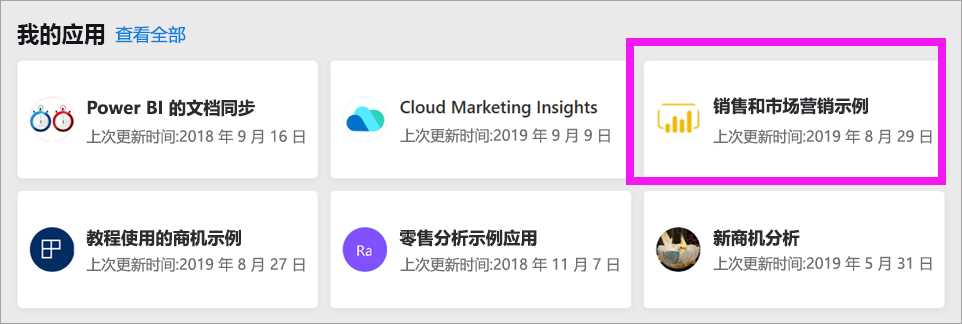 我的应用 查看全部
Power BI 的文档同步
上次更新时间:2018 年 9 月 16 日
Cloud Marketing Insights
上次更新时间:2019 年 9 月 9 日
销售和市场营销示例
上次更新时间:2019 年 8 月 29 日
教程使用的商机示例
上次更新时间:2019 年 8 月 27 日
Ra
零售分析示例应用
上次更新时间:2018 年 11 月 7 日
新商机分析
上次更新时间:2019 年 5 月 31 日